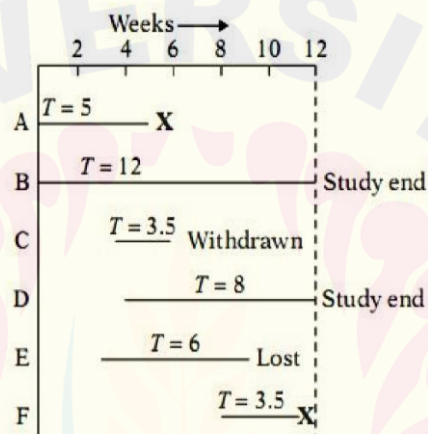 Weeks
2 4 6 8 10 12
A T = 5 X
B T = 12 Study end
C T = 3.5 Withdrawn
D T = 8 Study end
E T = 6 Lost
F T = 3.5 X